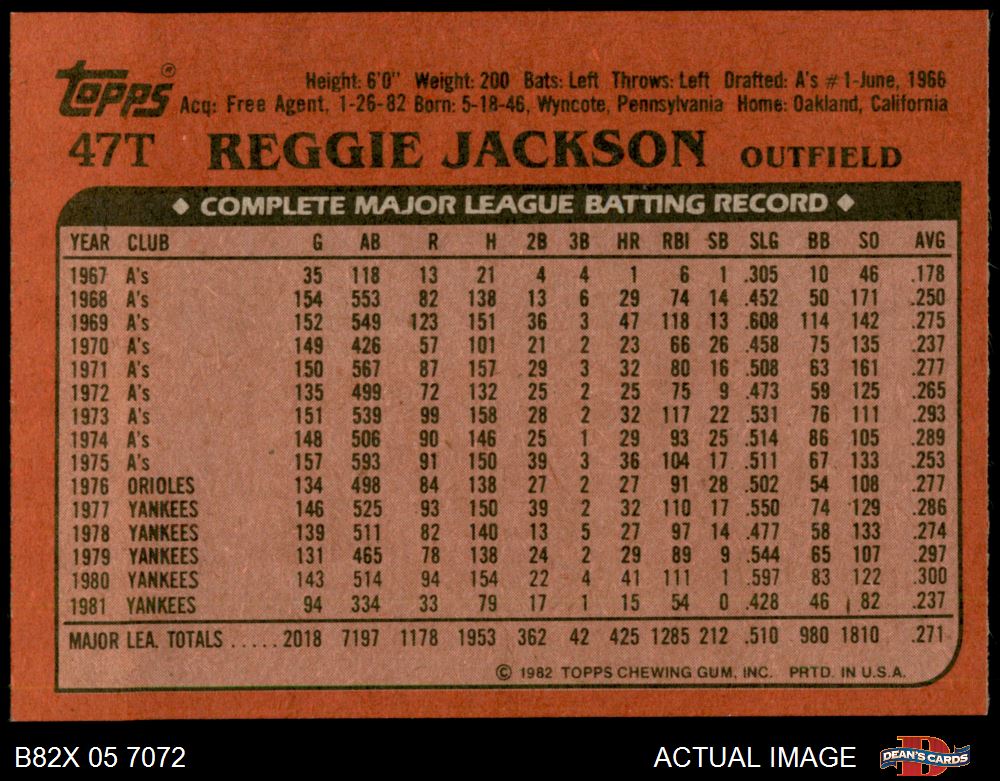 Topps® Height: 6'0" Weight: 200 Bats: Left Throws: Left Drafted: A's #1-June, 1966
Acq: Free Agent, 1-26-82 Born: 5-18-46, Wyncote, Pennsylvania Home: Oakland, California
47T REGGIE JACKSON OUTFIELD
◆ COMPLETE MAJOR LEAGUE BATTING RECORD ◆
YEAR CLUB G AB R H 2B 3B HR RBI SB SLG BB SO AVG
1967 A's 35 118 13 21 4 4 1 6 1 .305 10 46 .178
1968 A's 154 553 82 138 13 6 29 74 14 .452 50 171 .250
1969 A's 152 549 123 151 36 3 47 118 13 .608 114 142 .275
1970 A's 149 426 57 101 21 2 23 66 26 .458 75 135 .237
1971 A's 150 567 87 157 29 3 32 80 16 .508 63 161 .277
1972 A's 135 499 72 132 25 2 25 75 9 .473 59 125 .265
1973 A's 151 539 99 158 28 2 32 117 22 .531 76 111 .293
1974 A's 148 506 90 146 25 1 29 93 25 .514 86 105 .289
1975 A's 157 593 91 150 39 3 36 104 17 .511 67 133 .253
1976 ORIOLES 134 498 84 138 27 2 27 91 28 .502 54 108 .277
1977 YANKEES 146 525 93 150 39 2 32 110 17 .550 74 129 .286
1978 YANKEES 139 511 82 140 13 5 27 97 14 .477 58 133 .274
1979 YANKEES 131 465 78 138 24 2 29 89 9 .544 65 107 .297
1980 YANKEES 143 514 94 154 22 4 41 111 1 .597 83 122 .300
1981 YANKEES 94 334 33 79 17 1 15 54 0 .428 46 82 .237
MAJOR LEA. TOTALS ..... 2018 7197 1178 1953 362 42 425 1285 212 .510 980 1810 .271
© 1982 TOPPS CHEWING GUM, INC. PRTD. IN U.S.A.
B82X 05 7072 ACTUAL IMAGE DEAN'S CARDS